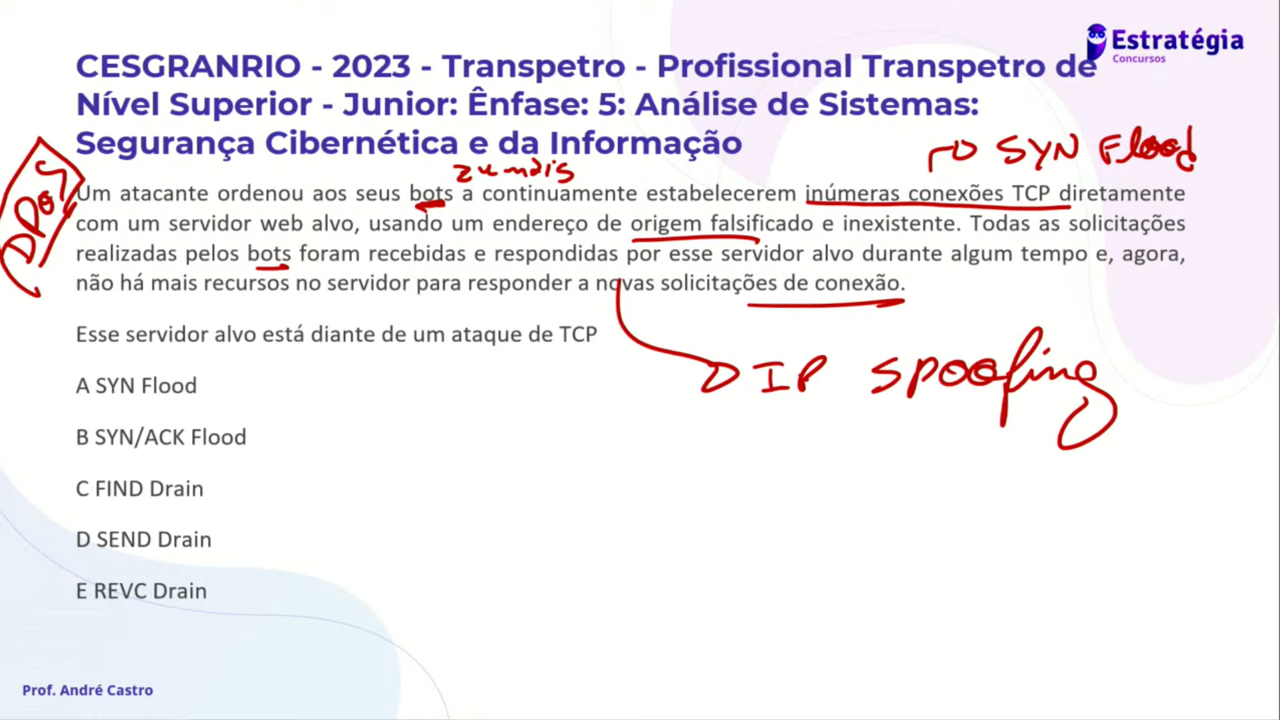 Estratégia
Concursos
CESGRANRIO - 2023 - Transpetro - Profissional Transpetro de
Nível Superior - Junior: Ênfase: 5: Análise de Sistemas:
Segurança Cibernética e da Informação
SYN Flood
zumbis
DDoS
Um atacante ordenou aos seus bots a continuamente estabelecerem inúmeras conexões TCP diretamente
com um servidor web alvo, usando um endereço de origem falsificado e inexistente. Todas as solicitações
realizadas pelos bots foram recebidas e respondidas por esse servidor alvo durante algum tempo e, agora,
não há mais recursos no servidor para responder a novas solicitações de conexão.
Esse servidor alvo está diante de um ataque de TCP
IP spoofing
A SYN Flood
B SYN/ACK Flood
C FIND Drain
D SEND Drain
E REVC Drain
Prof. André Castro